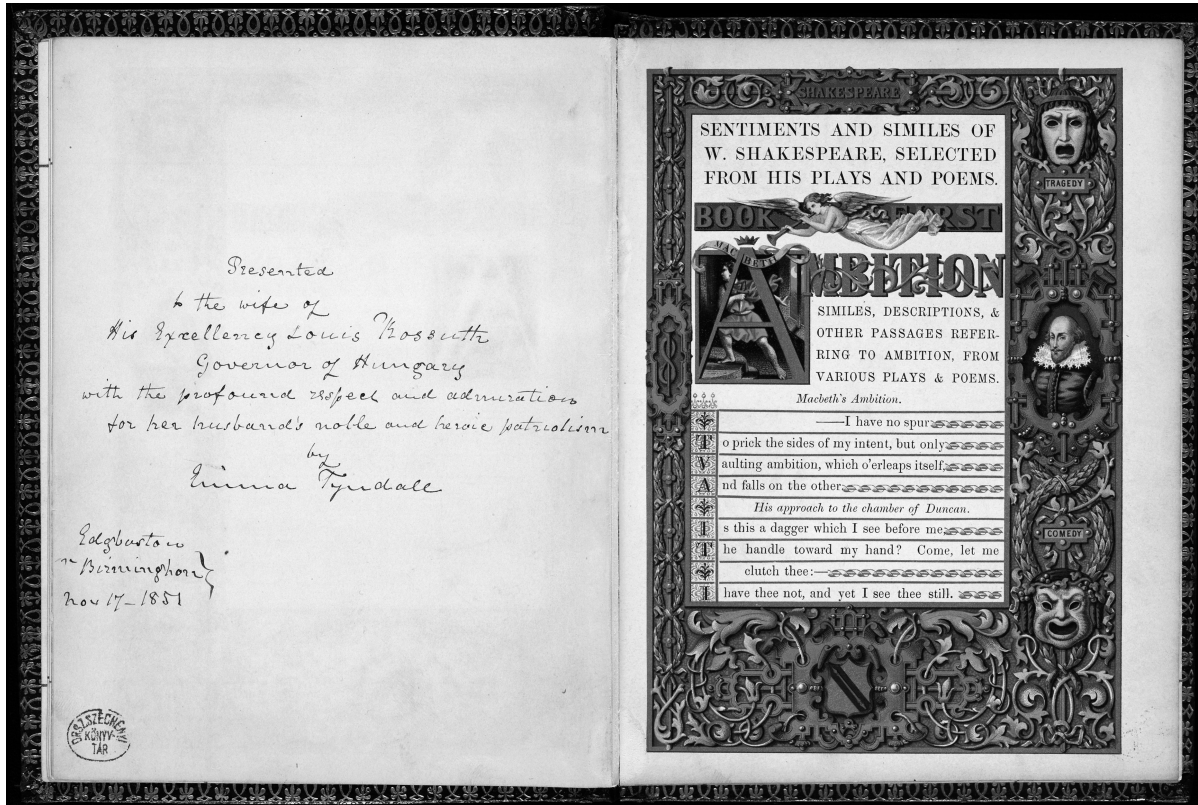 Presented
to the wife of
His Excellency Louis Kossuth
Governor of Hungary
with the profound respect and admiration
for her husband's noble and heroic patriotism
by
Emma Tyndall
Edgbaston
nr Birmingham
Nov 17 - 1851
ORSZ. SZÉCHÉNYI
KÖNYV-
TÁR
SHAKESPEARE
SENTIMENTS AND SIMILES OF
W. SHAKESPEARE, SELECTED
FROM HIS PLAYS AND POEMS.
BOOK FIRST
MACBETH
AMBITION
SIMILES, DESCRIPTIONS, &
OTHER PASSAGES REFER-
RING TO AMBITION, FROM
VARIOUS PLAYS & POEMS.
Macbeth's Ambition.
——I have no spur
To prick the sides of my intent, but only
Vaulting ambition, which o'erleaps itself,
And falls on the other.
His approach to the chamber of Duncan.
Is this a dagger which I see before me,
The handle toward my hand? Come, let me
clutch thee:—
I have thee not, and yet I see thee still.
TRAGEDY
COMEDY